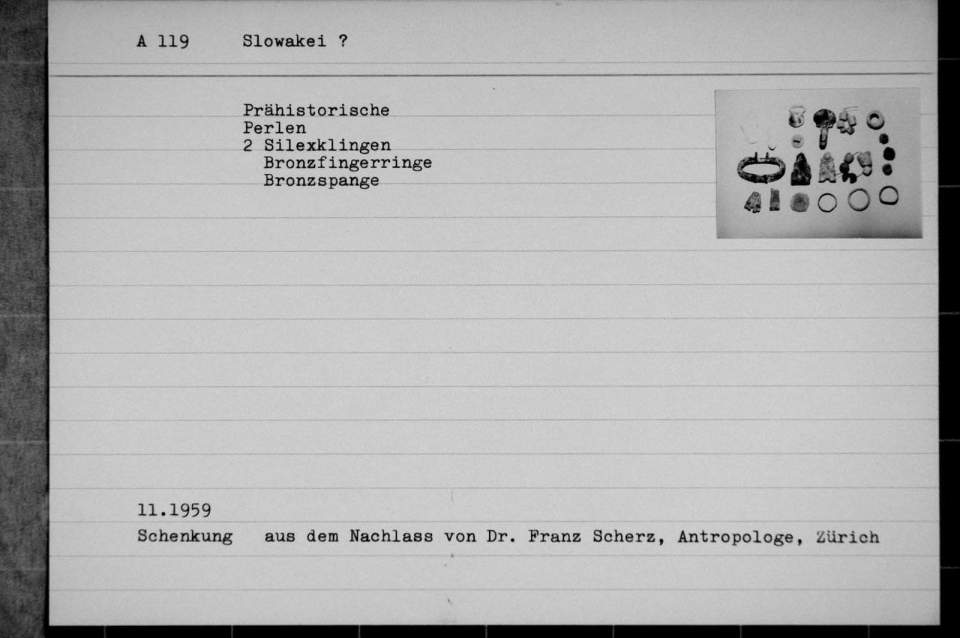 A 119 Slowakei ?
Prähistorische
Perlen
2 Silexklingen
Bronzfingerringe
Bronzspange
11.1959
Schenkung aus dem Nachlass von Dr. Franz Scherz, Antropologe, Zürich